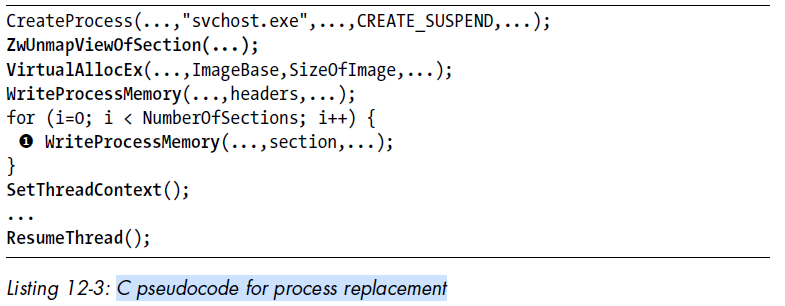 CreateProcess(...,"svchost.exe",...,CREATE_SUSPEND,...);
ZwUnmapViewOfSection(...);
VirtualAllocEx(...,ImageBase,SizeOfImage,...);
WriteProcessMemory(...,headers,...);
for (i=0; i < NumberOfSections; i++) {
❶ WriteProcessMemory(...,section,...);
}
SetThreadContext();
...
ResumeThread();
Listing 12-3: C pseudocode for process replacement